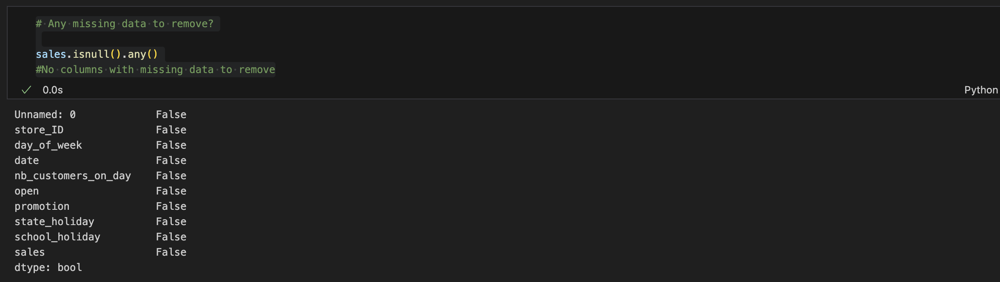 # Any missing data to remove?
sales.isnull().any()
#No columns with missing data to remove
0.0s
Python
Unnamed: 0 False
store_ID False
day_of_week False
date False
nb_customers_on_day False
open False
promotion False
state_holiday False
school_holiday False
sales False
dtype: bool